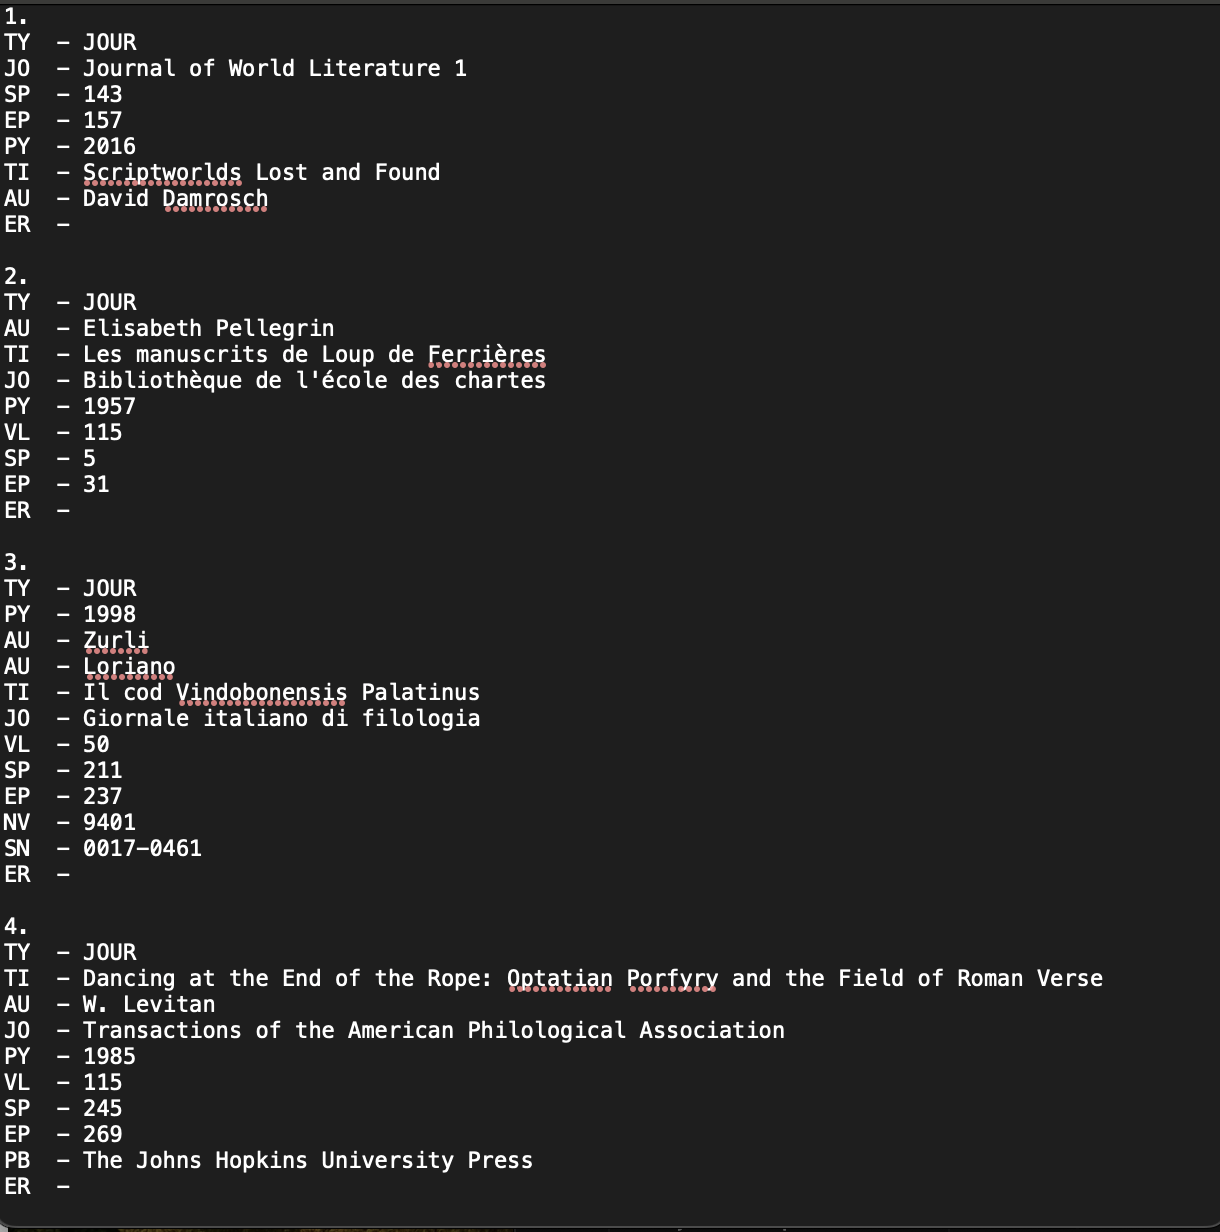 1.
TY  - JOUR
JO  - Journal of World Literature 1
SP  - 143
EP  - 157
PY  - 2016
TI  - Scriptworlds Lost and Found
AU  - David Damrosch
ER  -

2.
TY  - JOUR
AU  - Elisabeth Pellegrin
TI  - Les manuscrits de Loup de Ferrières
JO  - Bibliothèque de l'école des chartes
PY  - 1957
VL  - 115
SP  - 5
EP  - 31
ER  -

3.
TY  - JOUR
PY  - 1998
AU  - Zurli
AU  - Loriano
TI  - Il cod Vindobonensis Palatinus
JO  - Giornale italiano di filologia
VL  - 50
SP  - 211
EP  - 237
NV  - 9401
SN  - 0017-0461
ER  -

4.
TY  - JOUR
TI  - Dancing at the End of the Rope: Optatian Porfyry and the Field of Roman Verse
AU  - W. Levitan
JO  - Transactions of the American Philological Association
PY  - 1985
VL  - 115
SP  - 245
EP  - 269
PB  - The Johns Hopkins University Press
ER  -